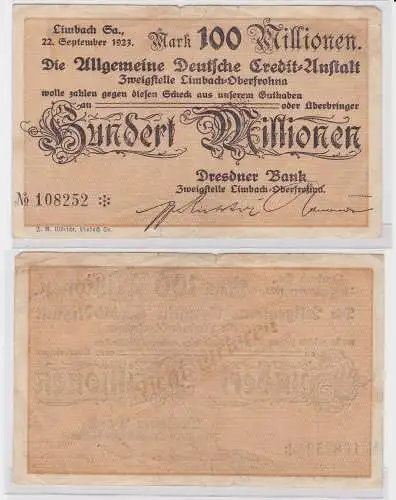 Limbach Sa.,
22. September 1923.
Mark 100 Millionen.
Die Allgemeine Deutsche Credit-Anstalt
Zweigstelle Limbach-Oberfrohna
wolle zahlen gegen diesen Scheck aus unserem Guthaben
an oder Überbringer
Hundert Millionen
Dresdner Bank
Zweigstelle Limbach-Oberfrohna.
№ 108252 ✻